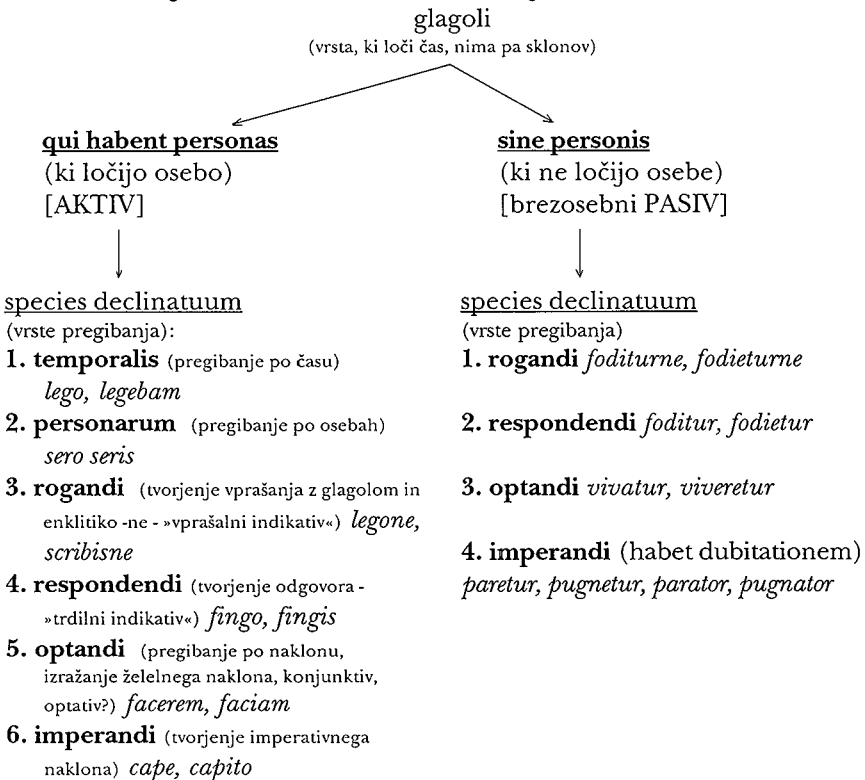 glagoli
(vrsta, ki loči čas, nima pa sklonov)
qui habent personas
(ki ločijo osebo)
[AKTIV]
species declinatuum
(vrste pregibanja):
1. temporalis (pregibanje po času)
lego, legebam
2. personarum (pregibanje po osebah)
sero seris
3. rogandi (tvorjenje vprašanja z glagolom in
enklitiko -ne - »vprašalni indikativ«) legone,
scribisne
4. respondendi (tvorjenje odgovora -
»trdilni indikativ«) fingo, fingis
5. optandi (pregibanje po naklonu,
izražanje želelnega naklona, konjunktiv,
optativ?) facerem, faciam
6. imperandi (tvorjenje imperativnega
naklona) cape, capito
sine personis
(ki ne ločijo osebe)
[brezosebni PASIV]
species declinatuum
(vrste pregibanja)
1. rogandi foditurne, fodieturne
2. respondendi foditur, fodietur
3. optandi vivatur, viveretur
4. imperandi (habet dubitationem)
paretur, pugnetur, parator, pugnator